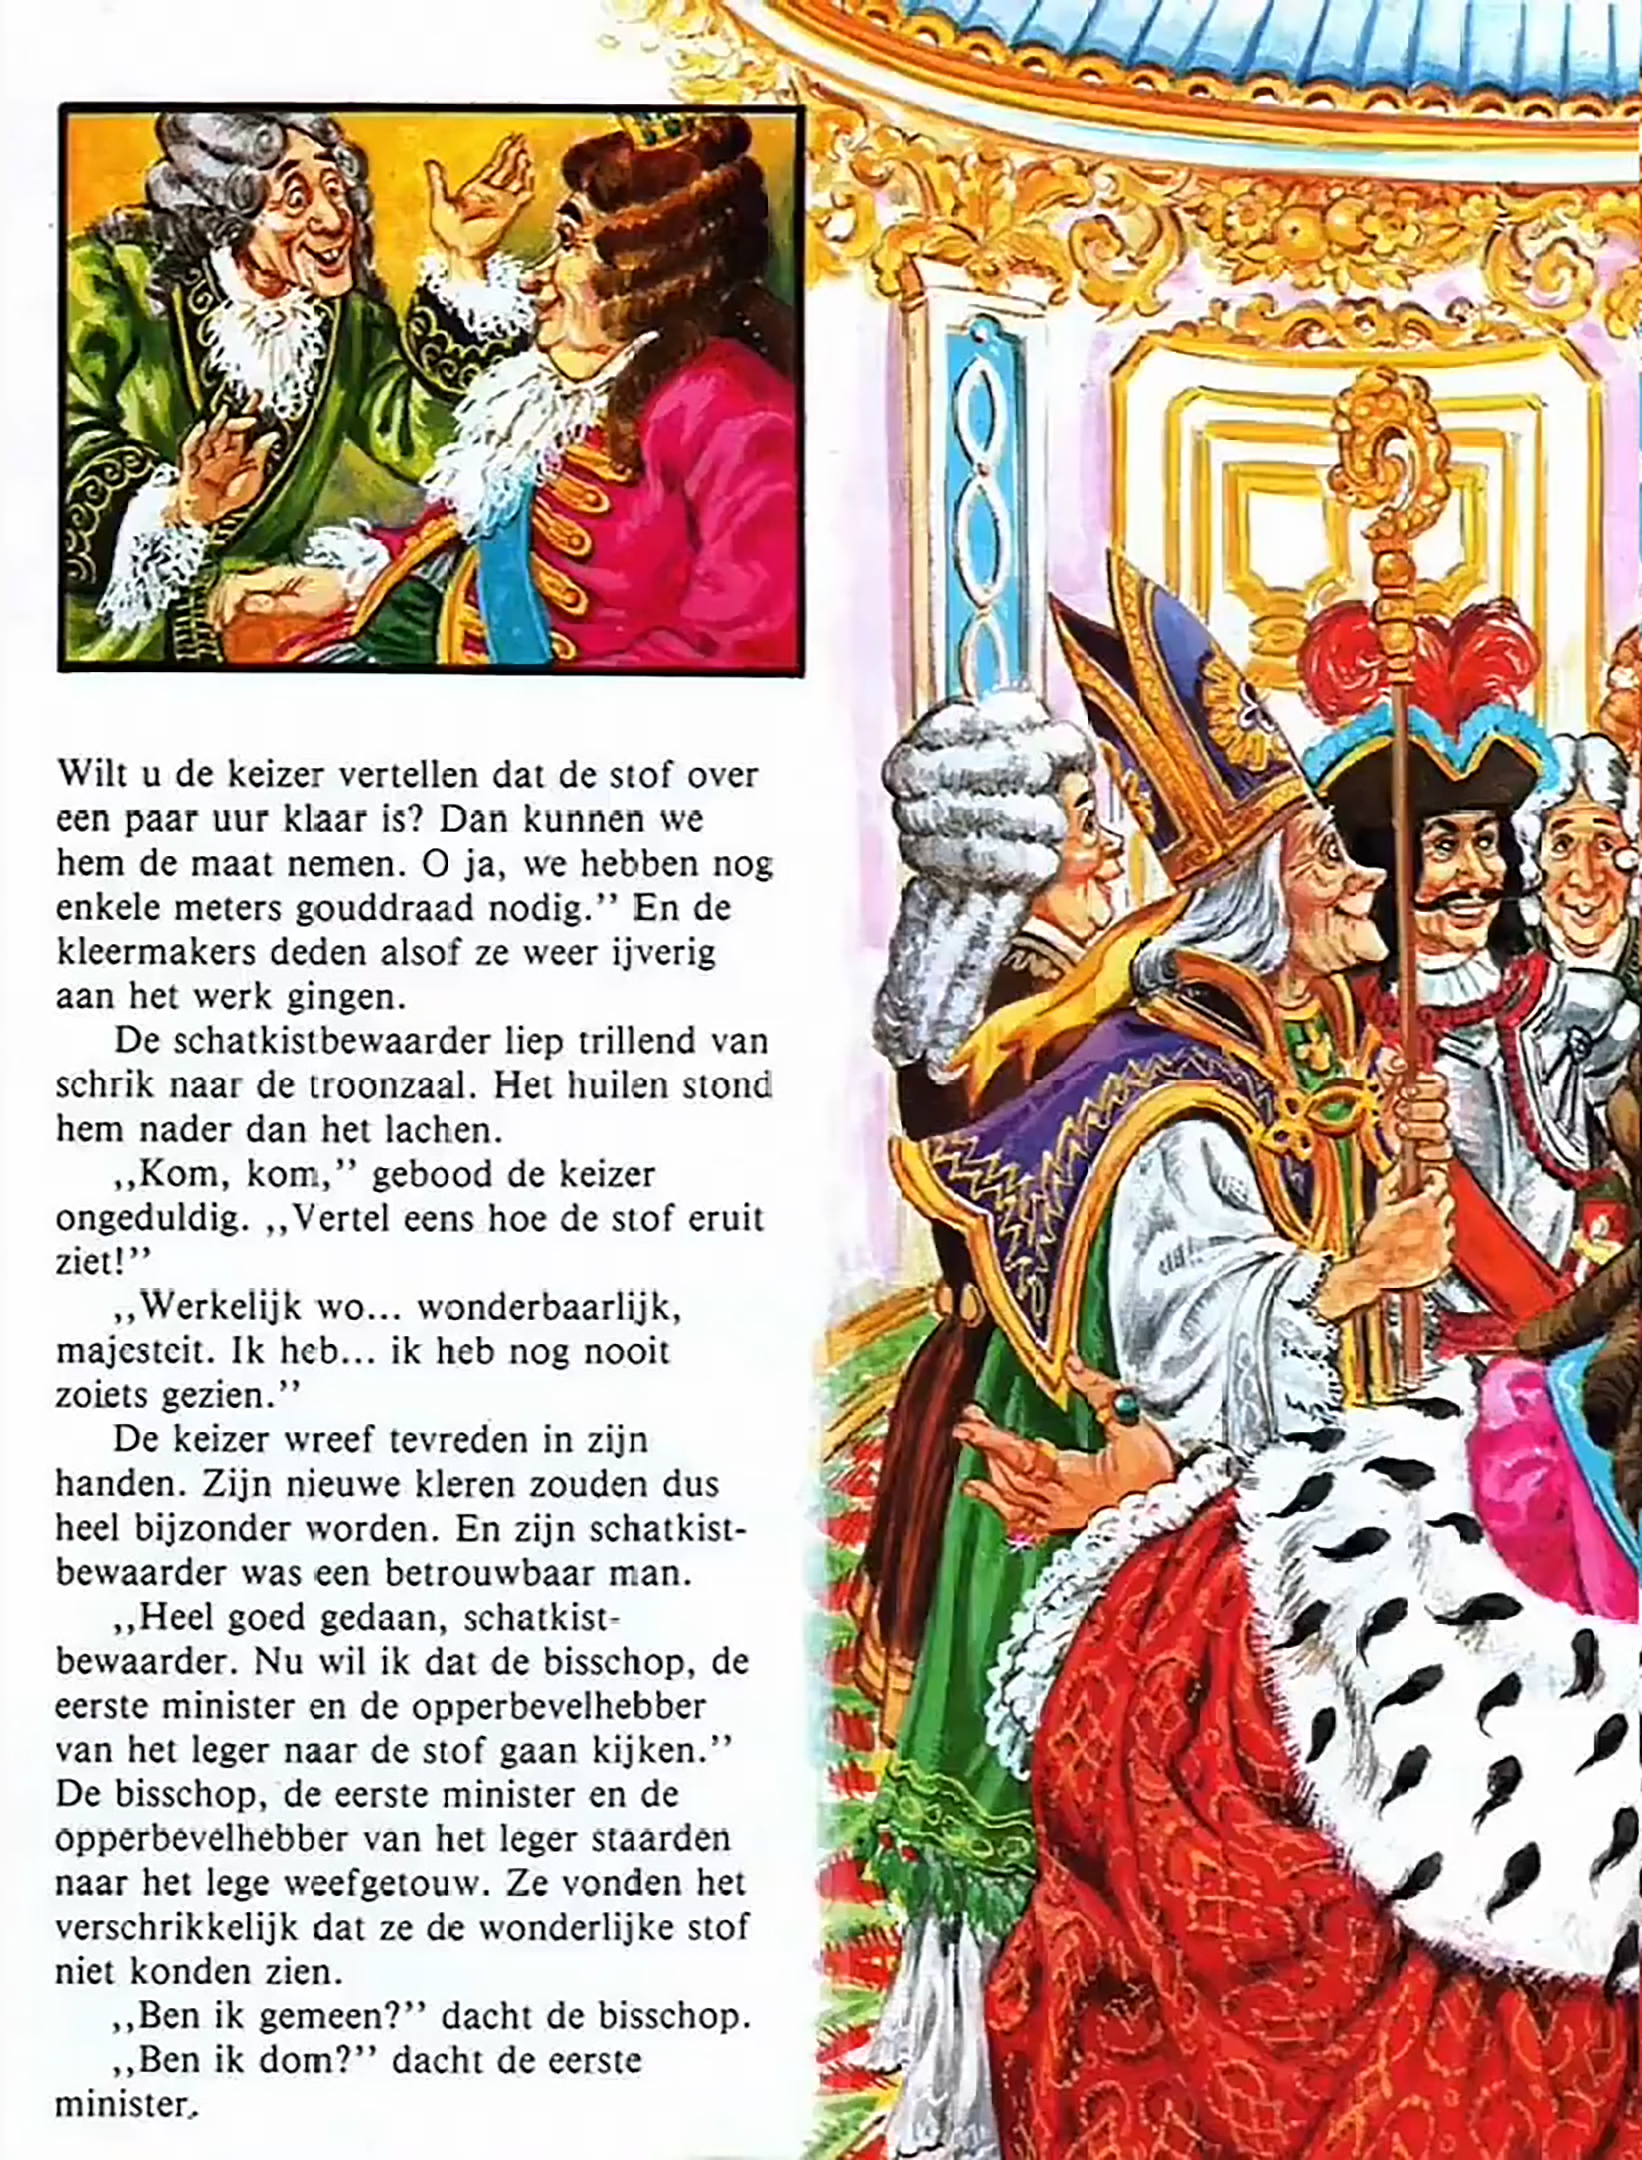 Wilt u de keizer vertellen dat de stof over
een paar uur klaar is? Dan kunnen we
hem de maat nemen. O ja, we hebben nog
enkele meters gouddraad nodig.’’ En de
kleermakers deden alsof ze weer ijverig
aan het werk gingen.
De schatkistbewaarder liep trillend van
schrik naar de troonzaal. Het huilen stond
hem nader dan het lachen.
,,Kom, kom,’’ gebood de keizer
ongeduldig. ,,Vertel eens hoe de stof eruit
ziet!’’
,,Werkelijk wo... wonderbaarlijk,
majesteit. Ik heb... ik heb nog nooit
zoiets gezien.’’
De keizer wreef tevreden in zijn
handen. Zijn nieuwe kleren zouden dus
heel bijzonder worden. En zijn schatkist-
bewaarder was een betrouwbaar man.
,,Heel goed gedaan, schatkist-
bewaarder. Nu wil ik dat de bisschop, de
eerste minister en de opperbevelhebber
van het leger naar de stof gaan kijken.’’
De bisschop, de eerste minister en de
opperbevelhebber van het leger staarden
naar het lege weefgetouw. Ze vonden het
verschrikkelijk dat ze de wonderlijke stof
niet konden zien.
,,Ben ik gemeen?’’ dacht de bisschop.
,,Ben ik dom?’’ dacht de eerste
minister.